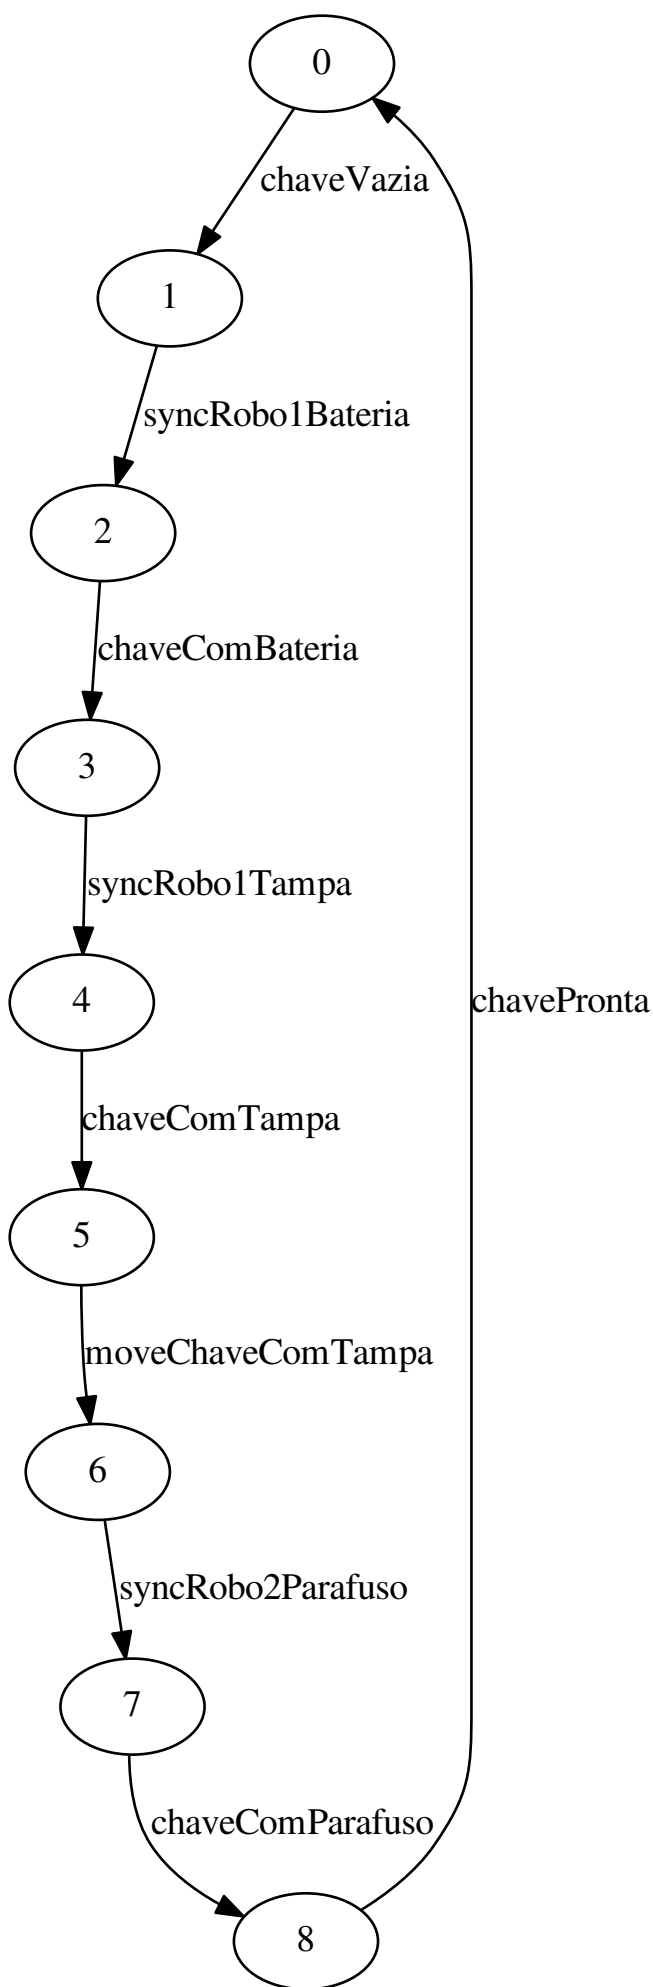 0
chaveVazia
1
syncRobo1Bateria
2
chaveComBateria
3
syncRobo1Tampa
4
chavePronta
chaveComTampa
5
moveChaveComTampa
6
syncRobo2Parafuso
7
chaveComParafuso
8